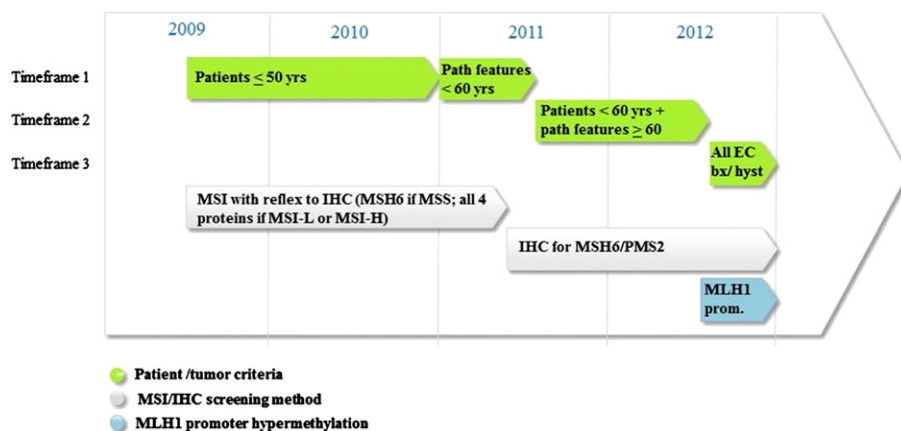 2009 2010 2011 2012
Timeframe 1
Patients ≤ 50 yrs
Path features
< 60 yrs
Timeframe 2
Patients < 60 yrs +
path features ≥ 60
Timeframe 3
All EC
bx/ hyst
MSI with reflex to IHC (MSH6 if MSS; all 4
proteins if MSI-L or MSI-H)
IHC for MSH6/PMS2
MLH1
prom.
Patient /tumor criteria
MSI/IHC screening method
MLH1 promoter hypermethylation